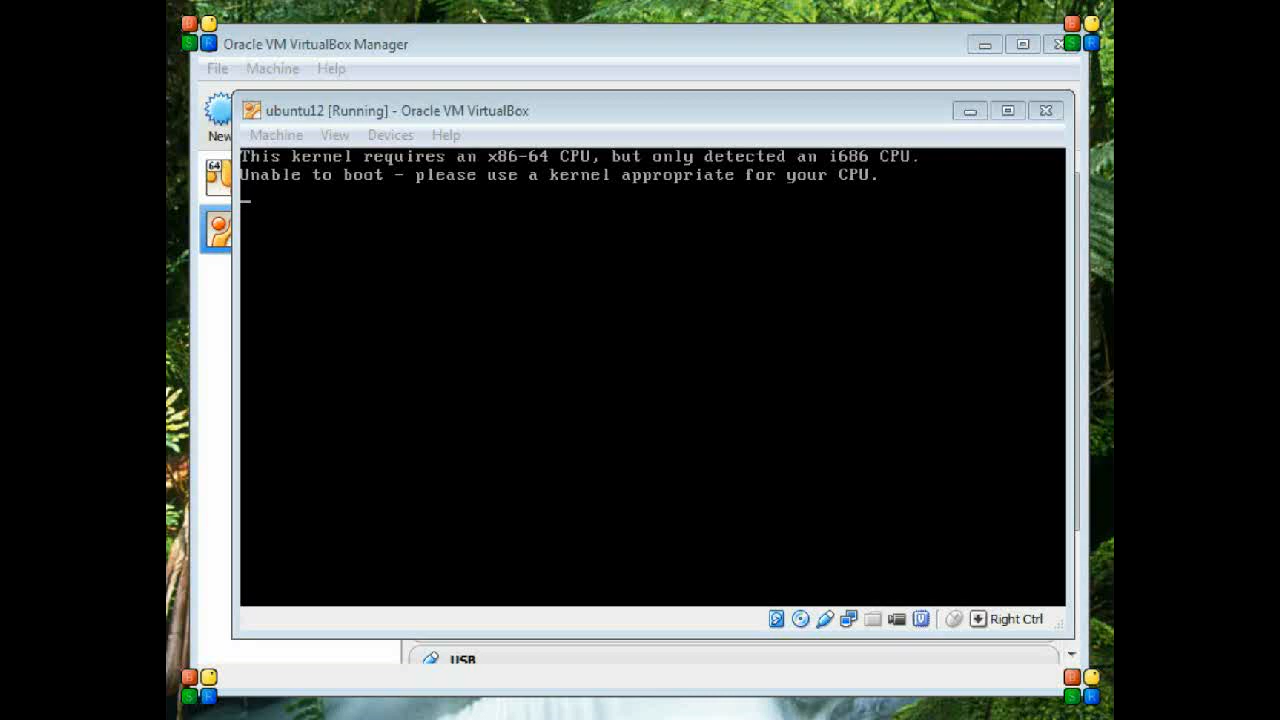 Oracle VM VirtualBox Manager
File Machine Help
New
ubuntu12 [Running] - Oracle VM VirtualBox
Machine View Devices Help
64
This kernel requires an x86-64 CPU, but only detected an i686 CPU.
Unable to boot - please use a kernel appropriate for your CPU.
Right Ctrl
USB